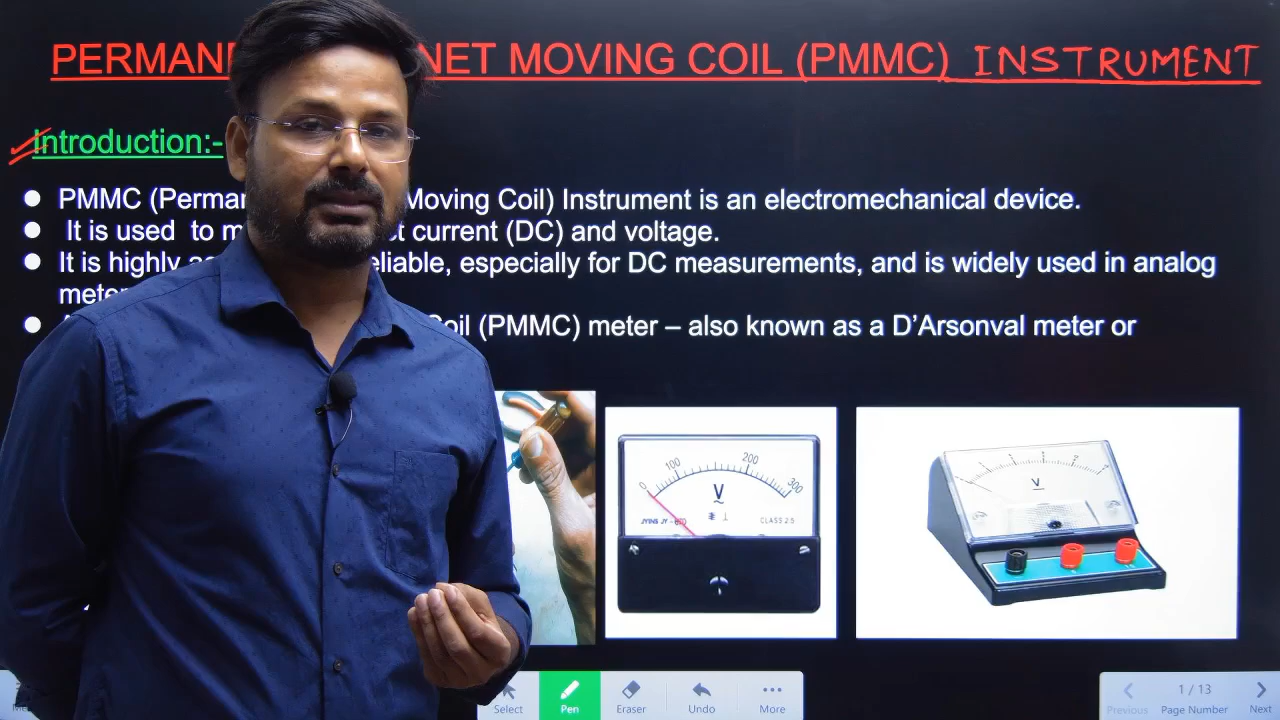 PERMAN NET MOVING COIL (PMMC) INSTRUMENT
Introduction:-
PMMC (Perma Moving Coil) Instrument is an electromechanical device.
It is used to m t current (DC) and voltage.
It is highly a eliable, especially for DC measurements, and is widely used in analog
meter
Coil (PMMC) meter – also known as a D’Arsonval meter or
0 100 200 300
V
CLASS 2.5
V
Select Pen Eraser Undo More
1 / 13
Previous Page Number Next